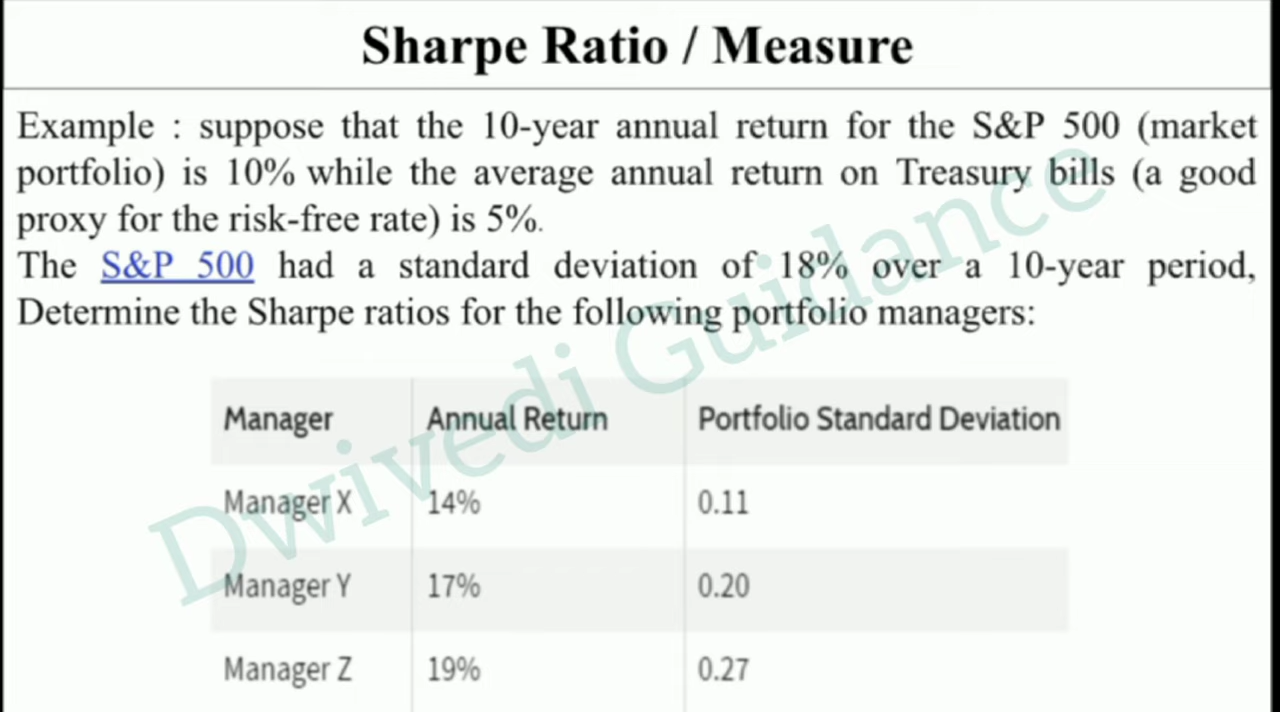 Sharpe Ratio / Measure
Example : suppose that the 10-year annual return for the S&P 500 (market
portfolio) is 10% while the average annual return on Treasury bills (a good
proxy for the risk-free rate) is 5%.
The S&P 500 had a standard deviation of 18% over a 10-year period,
Determine the Sharpe ratios for the following portfolio managers:
Dwivedi Guidance
Manager Annual Return Portfolio Standard Deviation
Manager X 14% 0.11
Manager Y 17% 0.20
Manager Z 19% 0.27